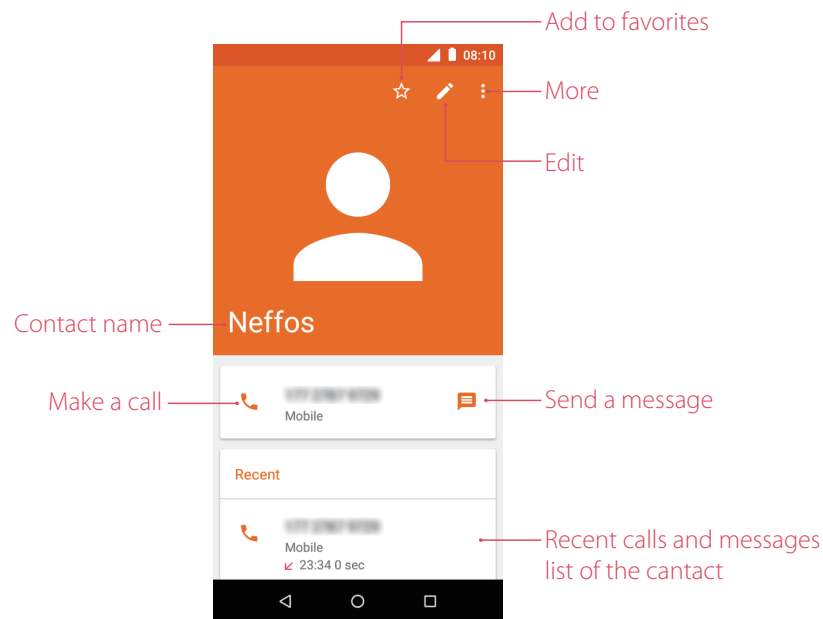 Add to favorites
08:10
More
Edit
Contact name
Neffos
Make a call
Mobile
Send a message
Recent
Mobile
23:34 0 sec
Recent calls and messages
list of the cantact